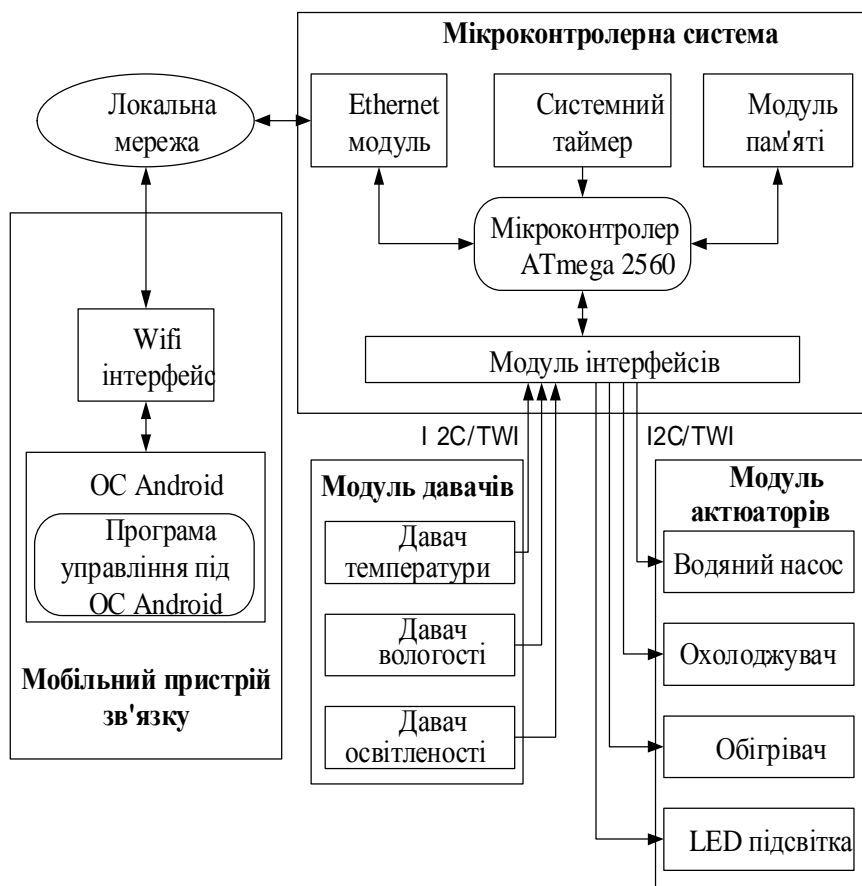 Мікроконтролерна система
Локальна
мережа
Ethernet
модуль
Системний
таймер
Модуль
пам'яті
Мікроконтролер
ATmega 2560
Wifi
інтерфейс
Модуль інтерфейсів
I 2C/TWI
I2C/TWI
ОС Android
Програма
управління під
ОС Android
Мобільний пристрій
зв'язку
Модуль давачів
Давач
температури
Давач
вологості
Давач
освітленості
Модуль
актюаторів
Водяний насос
Охолоджувач
Обігрівач
LED підсвітка